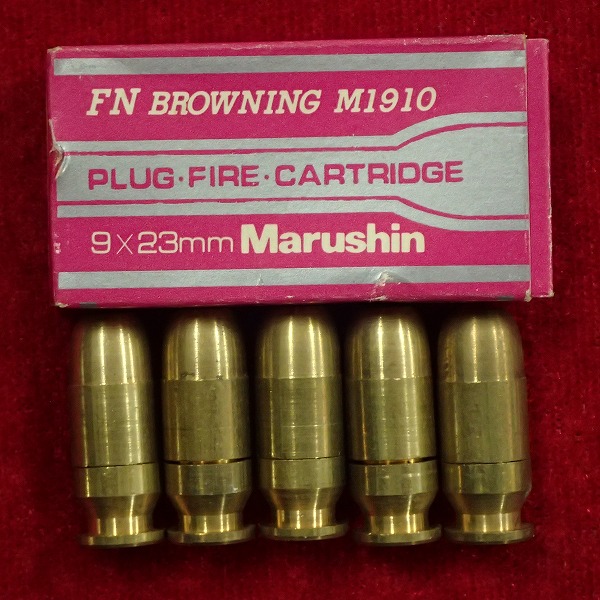 FN BROWNING M1910
PLUG·FIRE·CARTRIDGE
9×23mm Marushin